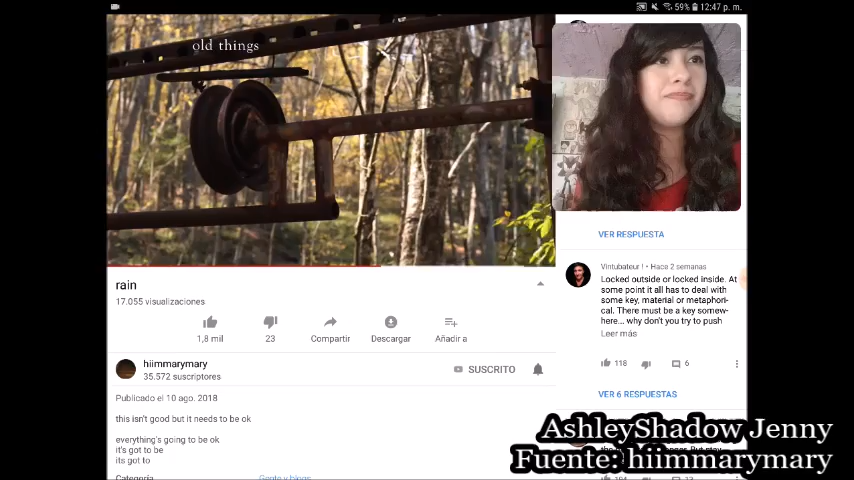 59% 12:47 p. m.
old things
rain
17.055 visualizaciones
1,8 mil
23
Compartir
Descargar
Añadir a
hiimmarymary
35.572 suscriptores
SUSCRITO
Publicado el 10 ago. 2018
this isn't good but it needs to be ok
everything's going to be ok
it's got to be
its got to
Categoría
Gente y blogs
VER RESPUESTA
Vintubateur ! • Hace 2 semanas
Locked outside or locked inside. At
some point it all has to deal with
some key, material or metaphori-
cal. There must be a key somew-
here... why don't you try to push
Leer más
118
6
VER 6 RESPUESTAS
AshleyShadow Jenny
Fuente: hiimmarymary